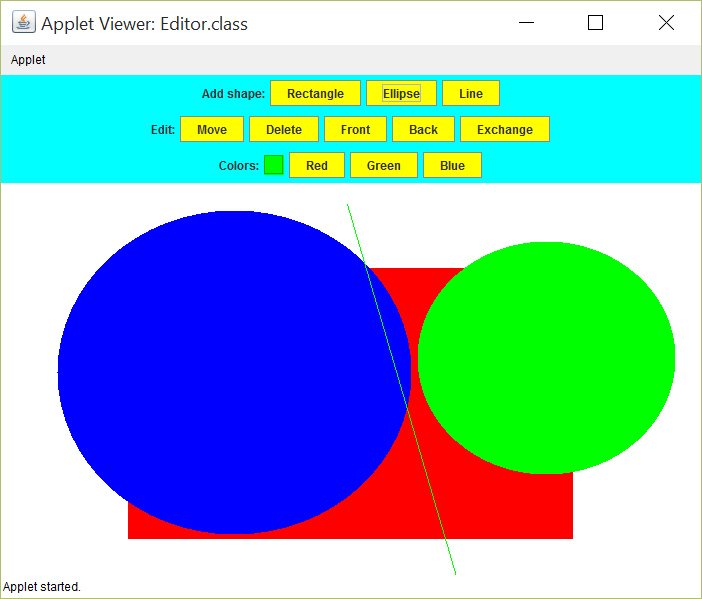 Applet Viewer: Editor.class
Applet
Add shape: Rectangle Ellipse Line
Edit: Move Delete Front Back Exchange
Colors: Red Green Blue
Applet started.